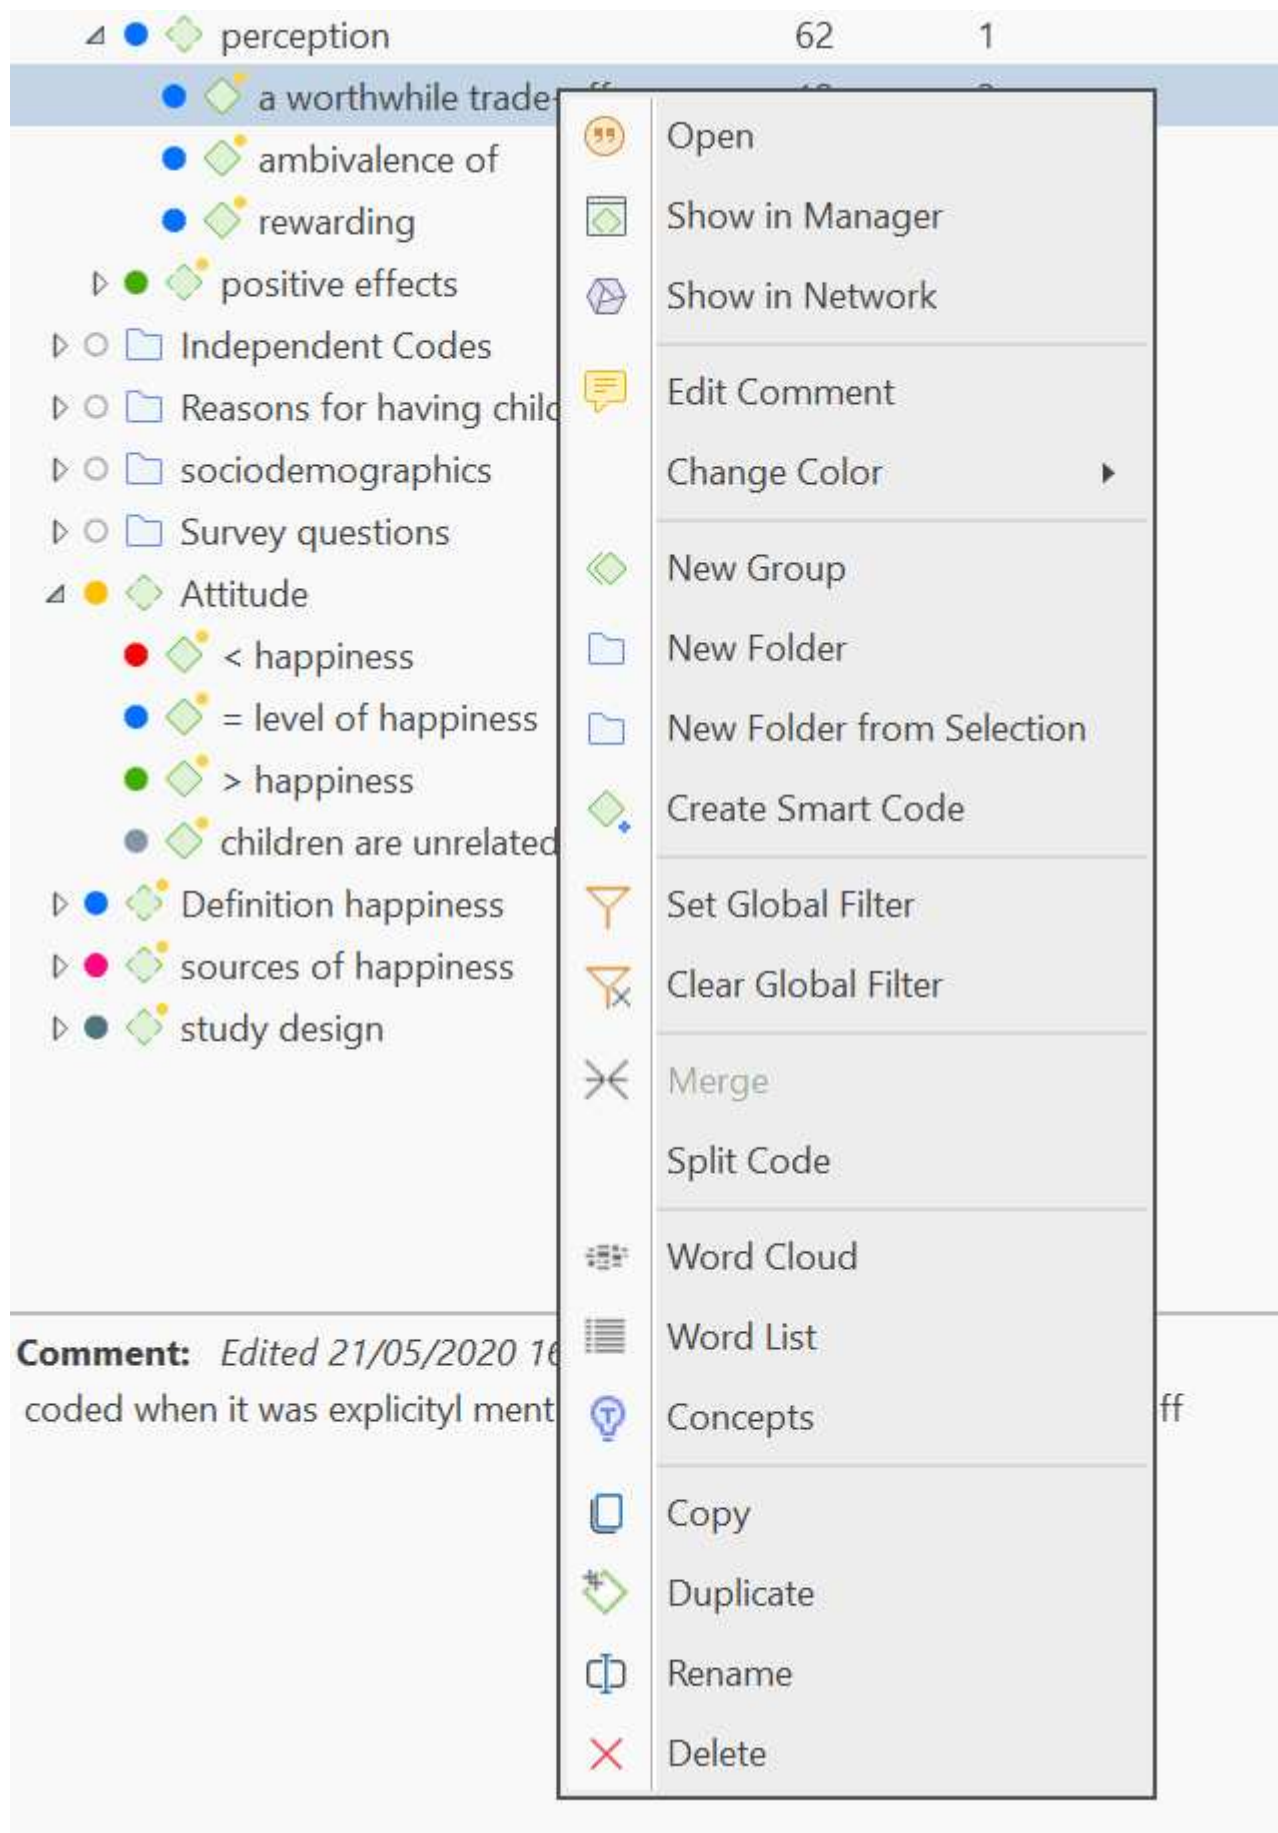 perception 62 1
a worthwhile trade-
ambivalence of
rewarding
positive effects
Independent Codes
Reasons for having
sociodemographics
Survey questions
Attitude
< happiness
= level of happiness
> happiness
children are unrelated
Definition happiness
sources of happiness
study design
Open
Show in Manager
Show in Network
Edit Comment
Change Color
New Group
New Folder
New Folder from Selection
Create Smart Code
Set Global Filter
Clear Global Filter
Merge
Split Code
Word Cloud
Word List
Concepts
Copy
Duplicate
Rename
Delete
Comment: Edited 21/05/2020
coded when it was explicityl ment ff